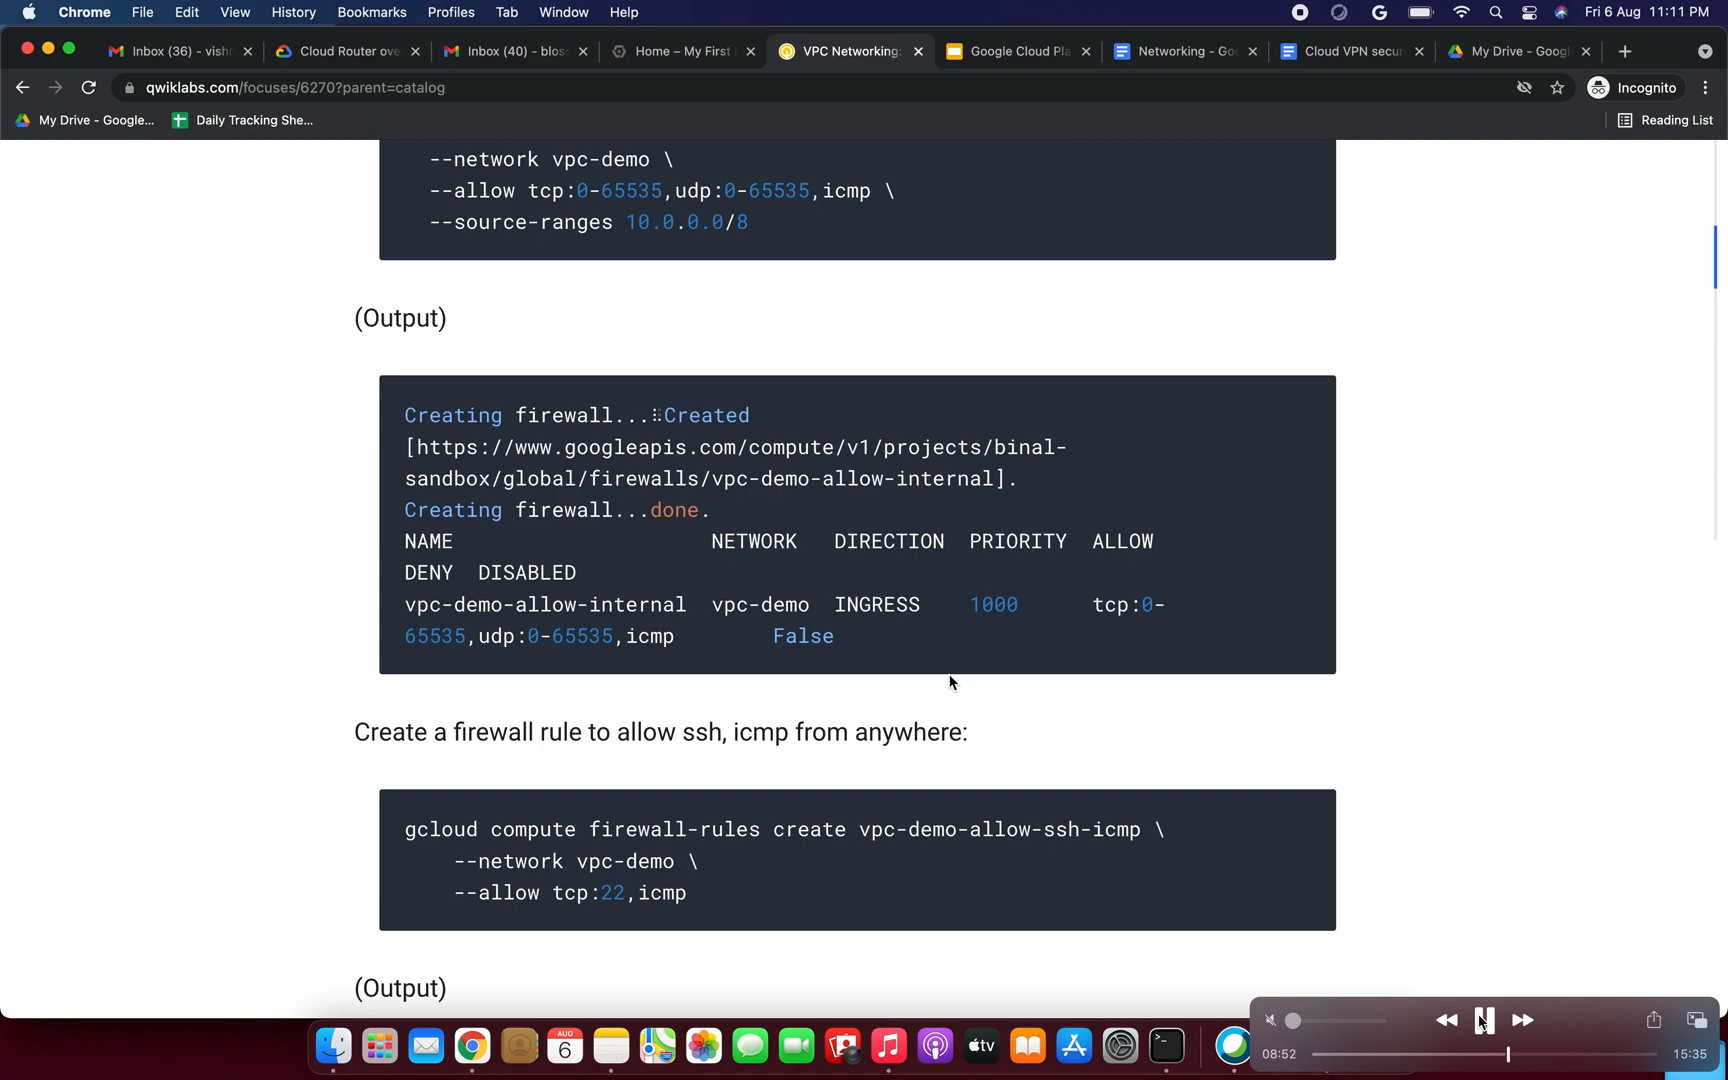 Chrome File Edit View History Bookmarks Profiles Tab Window Help Fri 6 Aug 11:11 PM
Inbox (36) - vishn Cloud Router ove Inbox (40) - bloss Home – My First VPC Networking: Google Cloud Pla Networking - Goo Cloud VPN secur My Drive - Googl
qwiklabs.com/focuses/6270?parent=catalog Incognito
My Drive - Google... Daily Tracking She... Reading List
--network vpc-demo \
--allow tcp:0-65535,udp:0-65535,icmp \
--source-ranges 10.0.0.0/8
(Output)
Creating firewall...⠹Created
[https://www.googleapis.com/compute/v1/projects/binal-
sandbox/global/firewalls/vpc-demo-allow-internal].
Creating firewall...done.
NAME NETWORK DIRECTION PRIORITY ALLOW
DENY DISABLED
vpc-demo-allow-internal vpc-demo INGRESS 1000 tcp:0-
65535,udp:0-65535,icmp False
Create a firewall rule to allow ssh, icmp from anywhere:
gcloud compute firewall-rules create vpc-demo-allow-ssh-icmp \
--network vpc-demo \
--allow tcp:22,icmp
(Output)
AUG
6
tv
08:52 15:35